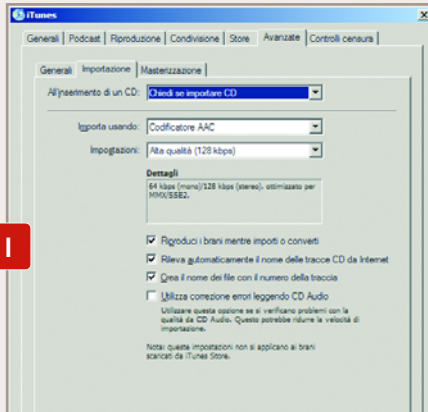 iTunes
Generali Podcast Riproduzione Condivisione Store Avanzate Controlli censura
Generali Importazione Masterizzazione
All'inserimento di un CD: Chiedi se importare CD
Importa usando: Codificatore AAC
Impostazioni: Alta qualità (128 kbps)
Dettagli
64 kbps (mono)/128 kbps (stereo), ottimizzato per
MMX/SSE2.
Riproduci i brani mentre importi o converti
Rileva automaticamente il nome delle tracce CD da Internet
Crea il nome dei file con il numero della traccia
Utilizza correzione errori leggendo CD Audio
Utilizzare questa opzione se si verificano problemi con la
qualità da CD Audio. Questo potrebbe ridurre la velocità di
importazione.
Nota: queste impostazioni non si applicano ai brani
scaricati da iTunes Store.